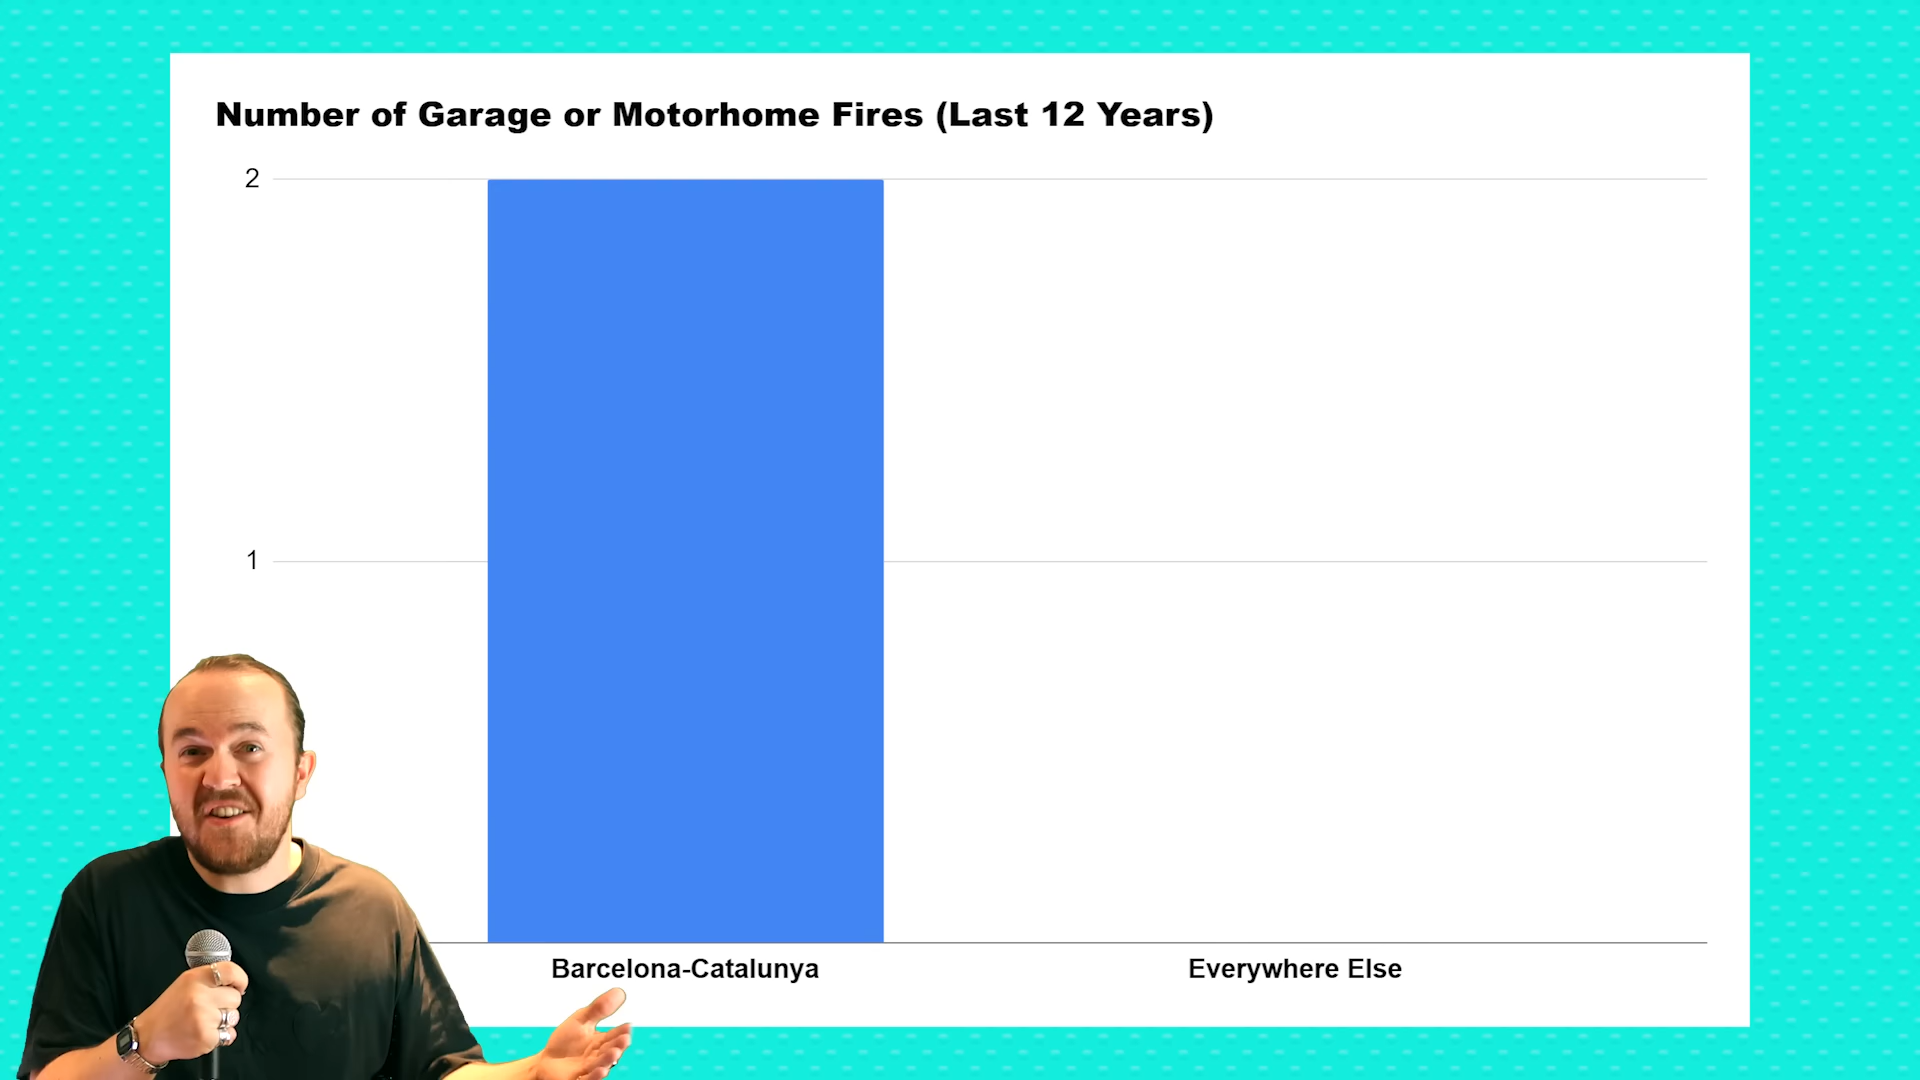 Number of Garage or Motorhome Fires (Last 12 Years)
2
1
Barcelona-Catalunya
Everywhere Else